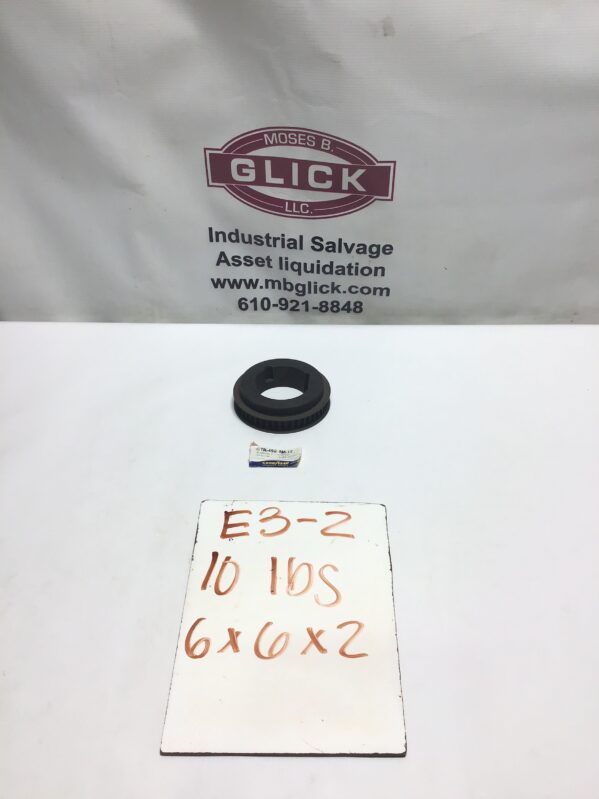 MOSES B.
GLICK
LLC.
Industrial Salvage
Asset liquidation
www.mbglick.com
610-921-8848
E3-2
10 lbs
6x6x2